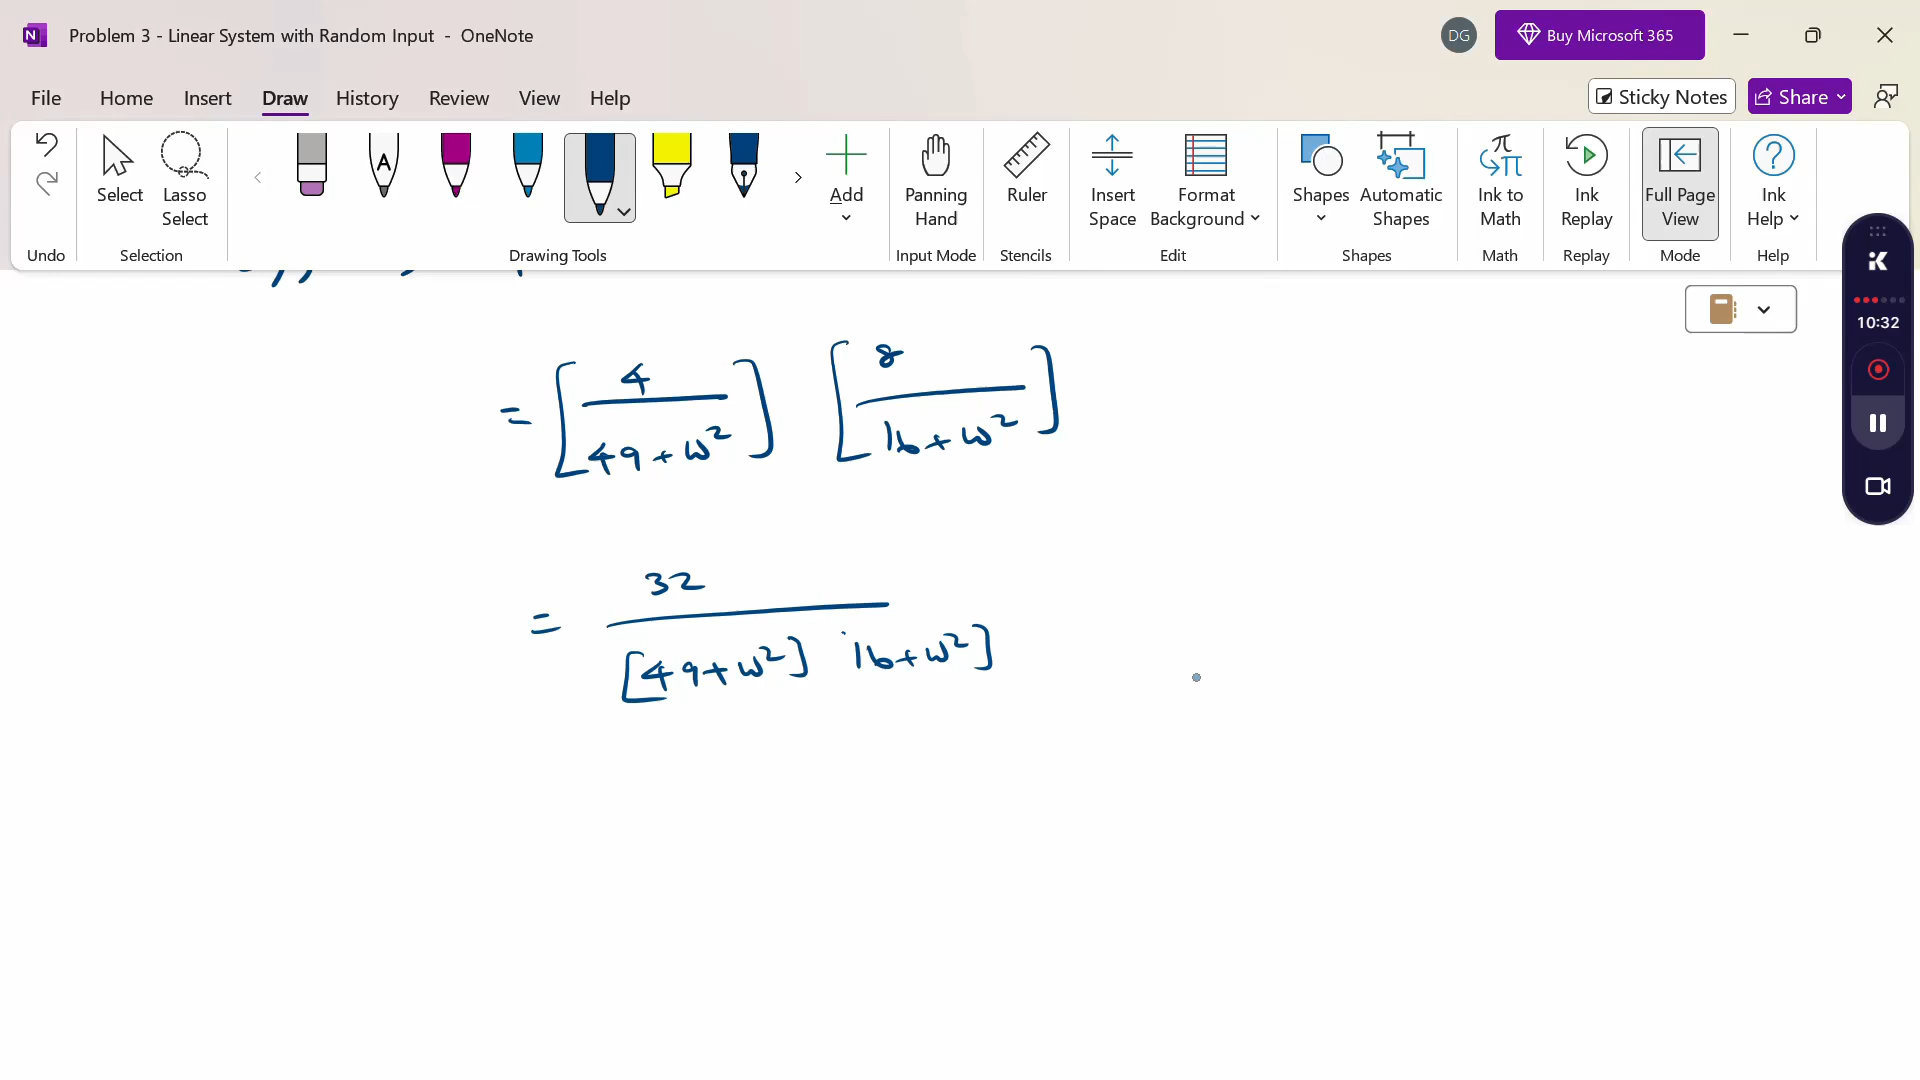 Problem 3 - Linear System with Random Input - OneNote
DG
Buy Microsoft 365
File Home Insert Draw History Review View Help
Sticky Notes
Share
A
Select
Lasso Select
Add
Panning Hand
Ruler
Insert Space
Format Background
Shapes
Automatic Shapes
Ink to Math
Ink Replay
Full Page View
Ink Help
Undo
Selection
Drawing Tools
Input Mode
Stencils
Edit
Shapes
Math
Replay
Mode
Help
10:32
= [4 / 49+ω²] [8 / 16+ω²]
= 32 / [49+ω²] 16+ω²]